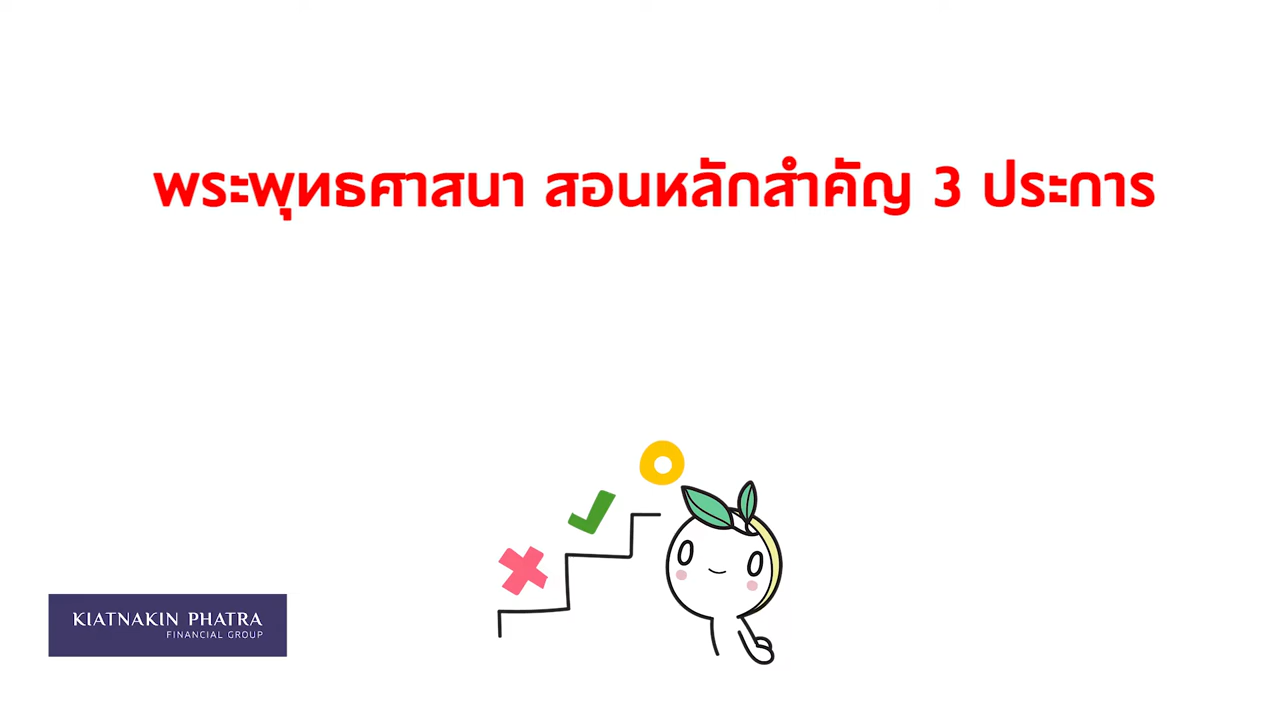 พระพุทธศาสนา สอนหลักสำคัญ 3 ประการ
KIATNAKIN PHATRA
FINANCIAL GROUP